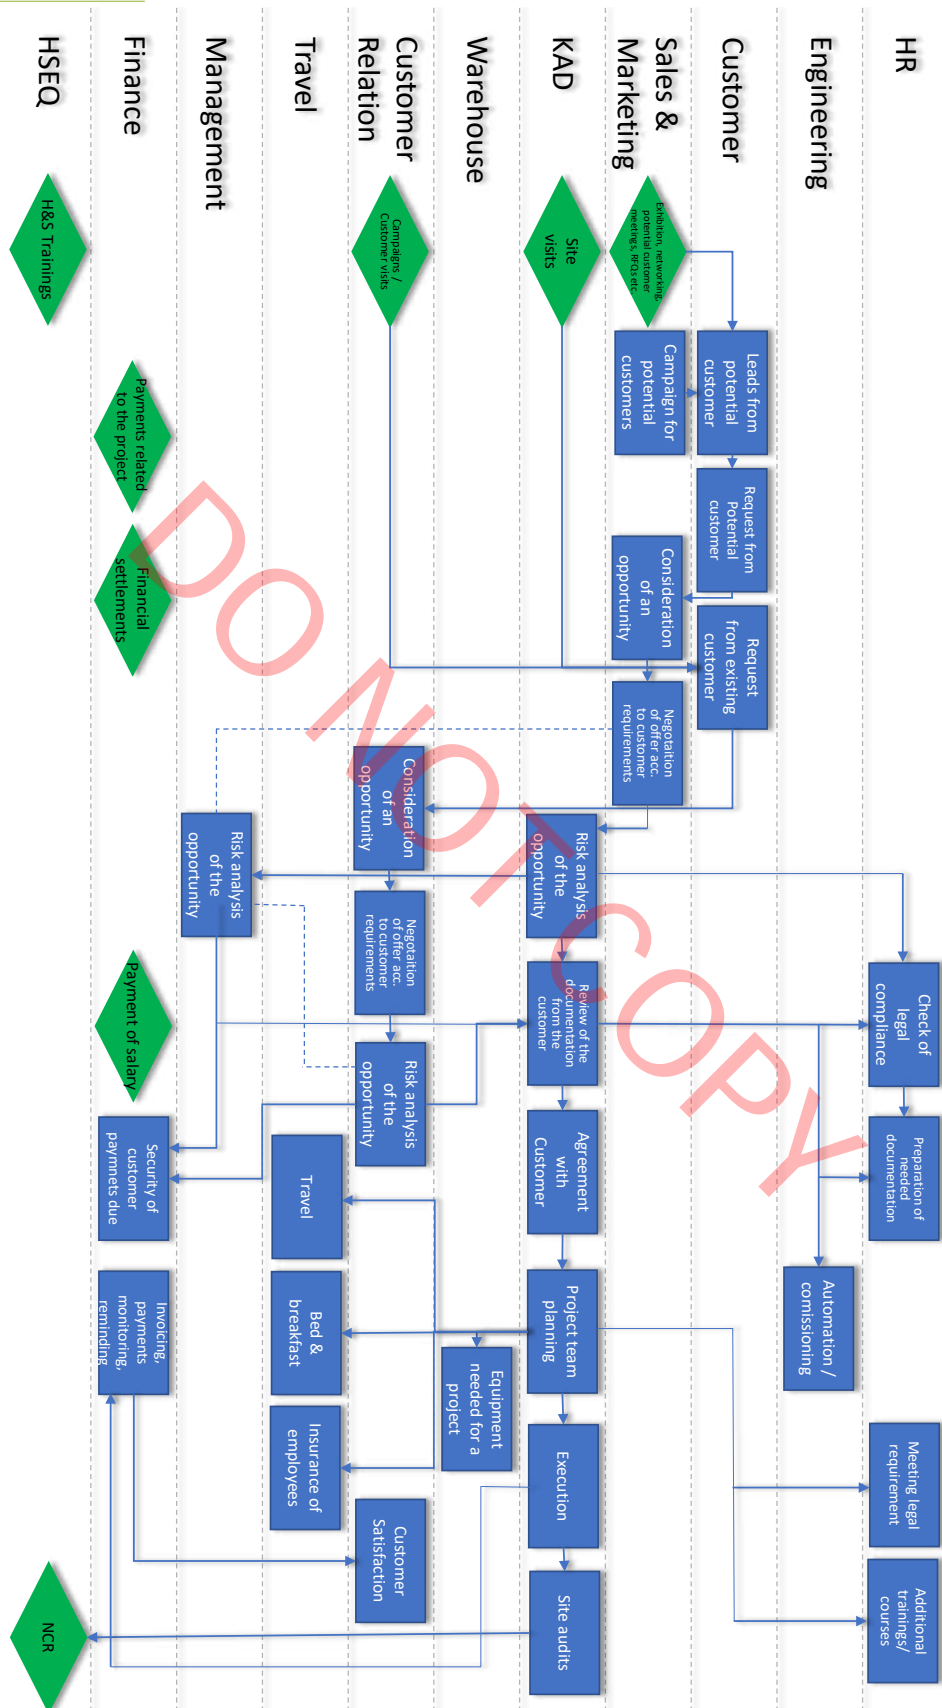 HR
Check of
legal
compliance
Preparation of
needed
documentation
Meeting legal
requirement
Additional
trainings/
courses
Engineering
Automation /
comissioning
Customer
Leads from
potential
customer
Request from
Potential
customer
Request
from existing
customer
Sales &
Marketing
Exhibition, networking,
potential customer
meetings, RFQs etc.
Campaign for
potential
customers
Consideration
of an
opportunity
Negotaition
of offer acc.
to customer
requirements
KAD
Site
visits
Risk analysis
of the
opportunity
Review of the
documentation
from the
customer
Agreement
with
Customer
Project team
planning
Execution
Site audits
Warehouse
Equipment
needed for a
project
Customer
Relation
Campaigns /
Customer visits
Consideration
of an
opportunity
Negotaition
of offer acc.
to customer
requirements
Risk analysis
of the
opportunity
Customer
Satisfaction
Travel
Travel
Bed &
breakfast
Insurance of
employees
Management
Risk analysis
of the
opportunity
Finance
Payments related
to the project
Financial
settlements
Payment of salary
Security of
customer
paymnets due
Invoicing,
payments
monitoring,
reminding
HSEQ
H&S Trainings
NCR
DO NOT COPY